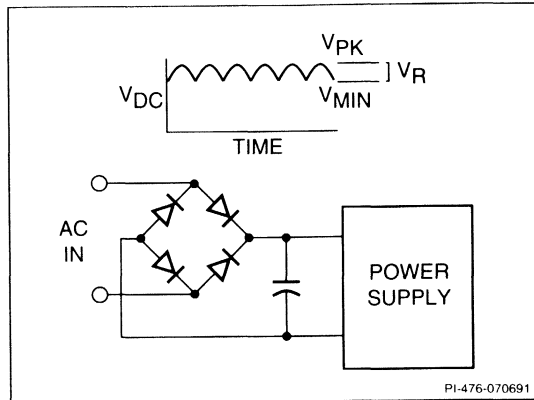 VPK
VR
VDC
VMIN
TIME
AC
IN
POWER
SUPPLY
PI-476-070691